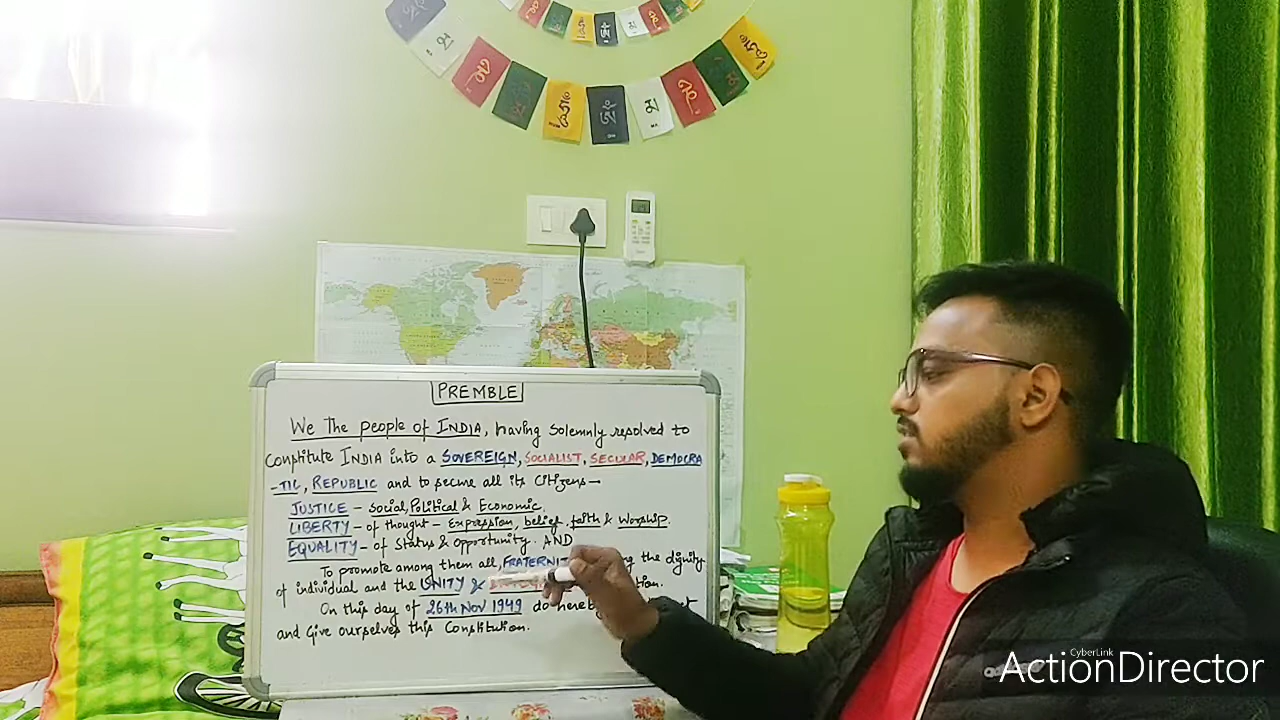 PREMBLE
We The people of INDIA, having solemnly resolved to
Constitute INDIA into a SOVEREIGN, SOCIALIST, SECULAR, DEMOCRA
-TIC, REPUBLIC and to secure all its Citizens
JUSTICE - social, Political & Economic.
LIBERTY - of thought - Expression, belief, faith & Worship.
EQUALITY - of Status & opportunity. AND
To promote among them all, FRATERNIT the dignity
of individual and the UNITY &
On this day of 26th Nov 1949 do
and Give ourselves this Constitution.
CyberLink
ActionDirector